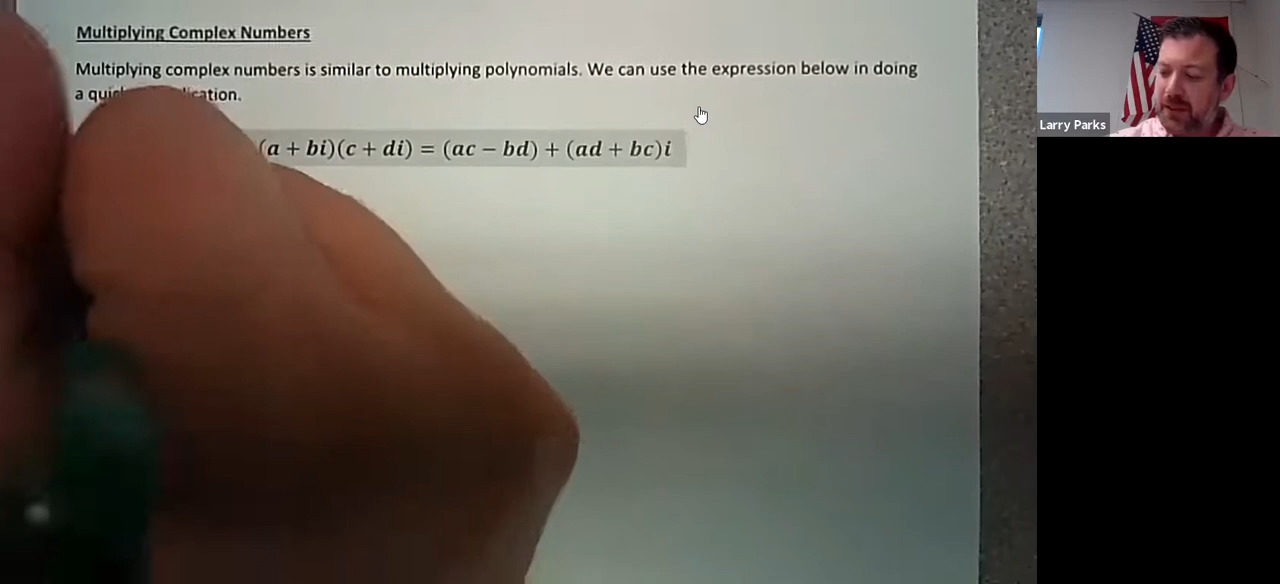 Multiplying Complex Numbers
Multiplying complex numbers is similar to multiplying polynomials. We can use the expression below in doing
a
(a + bi)(c + di) = (ac − bd) + (ad + bc)i
Larry Parks